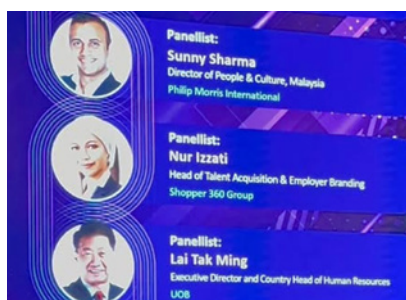 Panellist:
Sunny Sharma
Director of People & Culture, Malaysia
Philip Morris International
Panellist:
Nur Izzati
Head of Talent Acquisition & Employer Branding
Shopper 360 Group
Panellist:
Lai Tak Ming
Executive Director and Country Head of Human Resources
UOB